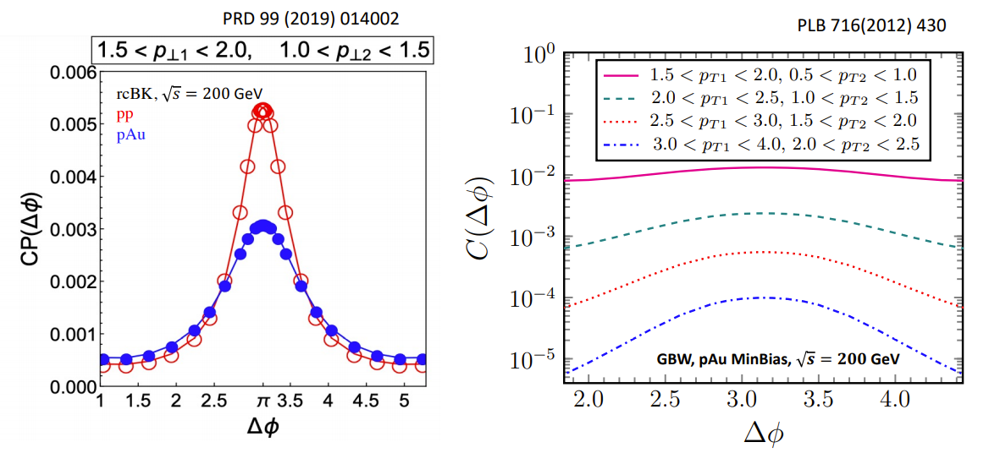 PRD 99 (2019) 014002
1.5 < p⊥1 < 2.0, 1.0 < p⊥2 < 1.5
rcBK, √s = 200 GeV
pp
pAu
0.006
0.005
0.004
0.003
0.002
0.001
0.000
CP(Δϕ)
1 1.5 2 2.5 π 3.5 4 4.5 5
Δϕ
PLB 716(2012) 430
1.5 < pT1 < 2.0, 0.5 < pT2 < 1.0
2.0 < pT1 < 2.5, 1.0 < pT2 < 1.5
2.5 < pT1 < 3.0, 1.5 < pT2 < 2.0
3.0 < pT1 < 4.0, 2.0 < pT2 < 2.5
10⁰
10⁻¹
10⁻²
10⁻³
10⁻⁴
10⁻⁵
C(Δϕ)
GBW, pAu MinBias, √s = 200 GeV
2.0 2.5 3.0 3.5 4.0
Δϕ